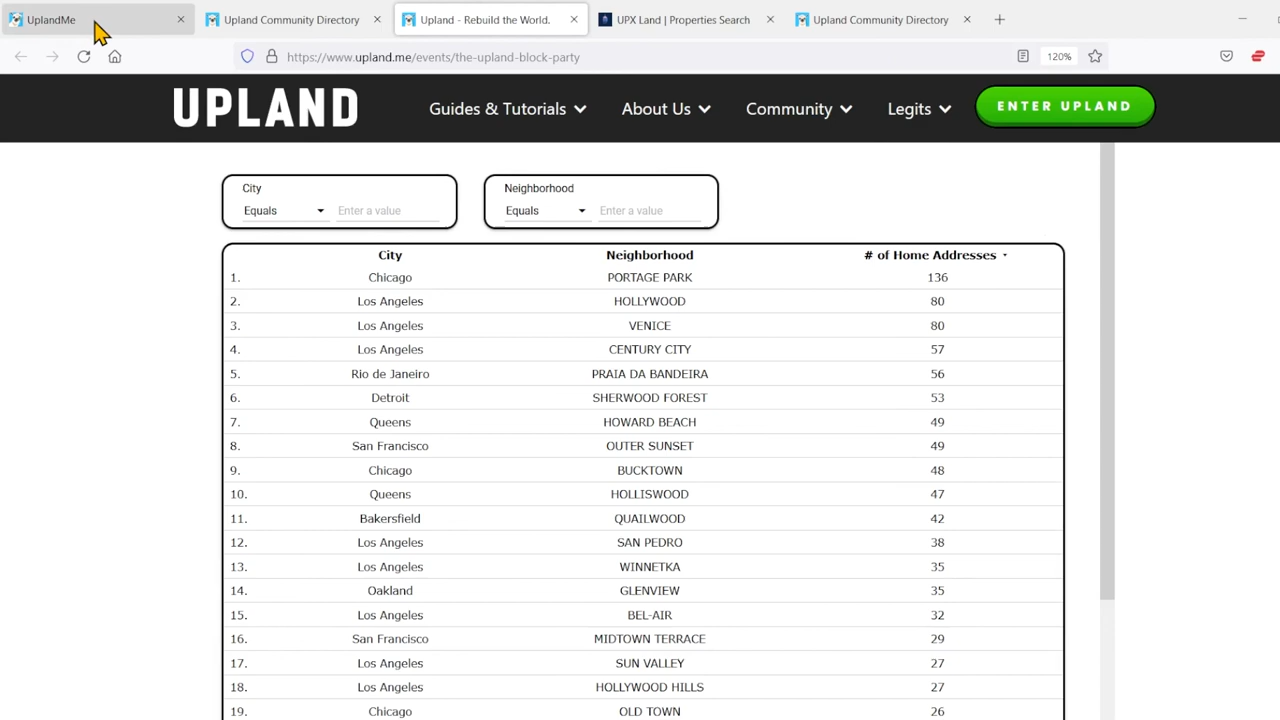 UplandMe
Upland Community Directory
Upland - Rebuild the World.
UPX Land | Properties Search
Upland Community Directory
https://www.upland.me/events/the-upland-block-party
120%
UPLAND
Guides & Tutorials
About Us
Community
Legits
ENTER UPLAND
City
Equals
Enter a value
Neighborhood
Equals
Enter a value
City Neighborhood # of Home Addresses
1. Chicago PORTAGE PARK 136
2. Los Angeles HOLLYWOOD 80
3. Los Angeles VENICE 80
4. Los Angeles CENTURY CITY 57
5. Rio de Janeiro PRAIA DA BANDEIRA 56
6. Detroit SHERWOOD FOREST 53
7. Queens HOWARD BEACH 49
8. San Francisco OUTER SUNSET 49
9. Chicago BUCKTOWN 48
10. Queens HOLLISWOOD 47
11. Bakersfield QUAILWOOD 42
12. Los Angeles SAN PEDRO 38
13. Los Angeles WINNETKA 35
14. Oakland GLENVIEW 35
15. Los Angeles BEL-AIR 32
16. San Francisco MIDTOWN TERRACE 29
17. Los Angeles SUN VALLEY 27
18. Los Angeles HOLLYWOOD HILLS 27
19. Chicago OLD TOWN 26